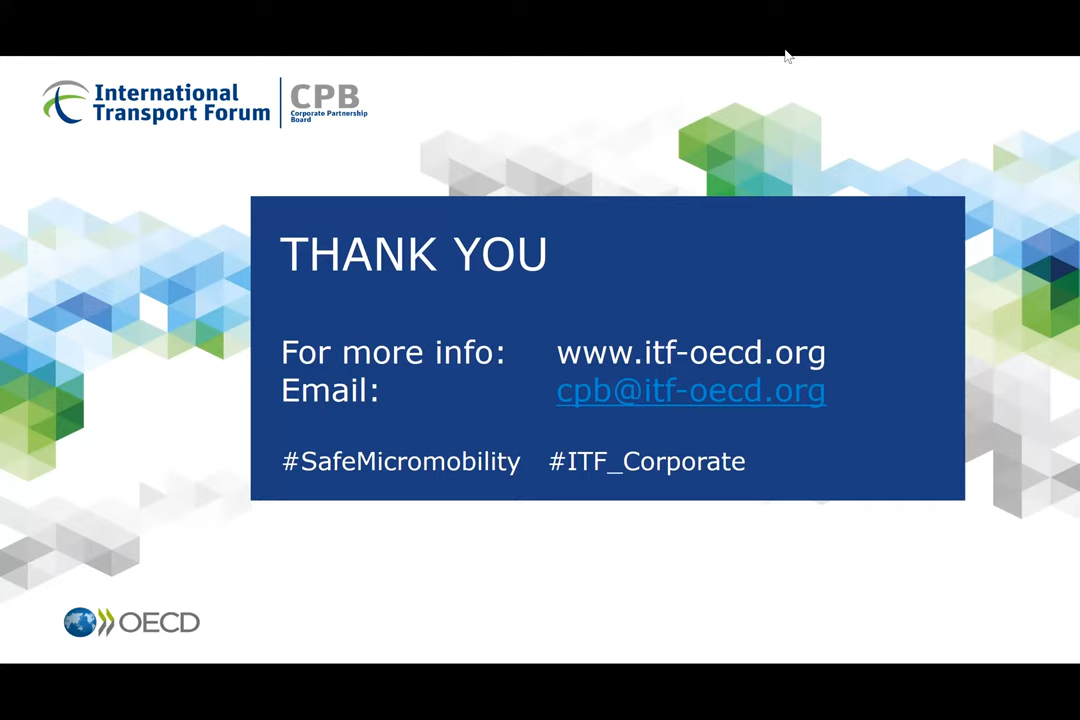 International
Transport Forum
CPB
Corporate Partnership
Board
THANK YOU
For more info: www.itf-oecd.org
Email: cpb@itf-oecd.org
#SafeMicromobility #ITF_Corporate
OECD